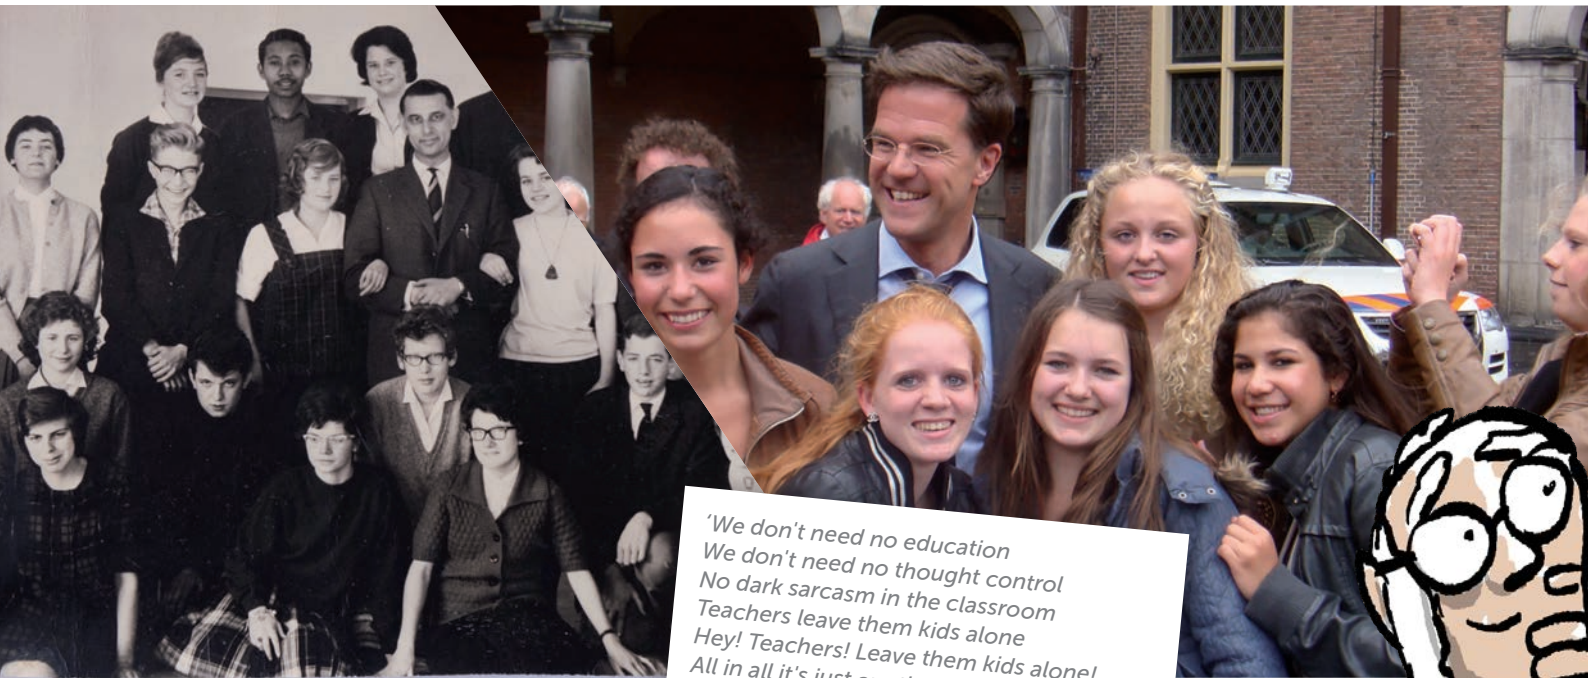 ‘We don't need no education
We don't need no thought control
No dark sarcasm in the classroom
Teachers leave them kids alone
Hey! Teachers! Leave them kids alone!
All in all it's just